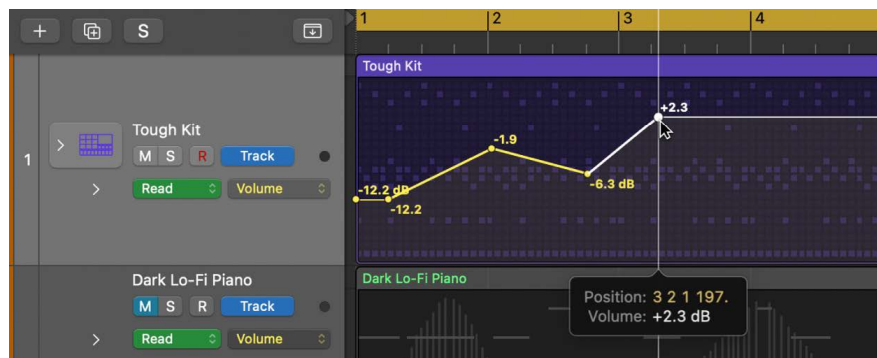 + S
1 2 3 4
Tough Kit
+2.3
Tough Kit
-1.9
1
M S R Track
-6.3 dB
-12.2 dB
Read Volume
-12.2
Dark Lo-Fi Piano
Dark Lo-Fi Piano
Position: 3 2 1 197.
M S R Track
Volume: +2.3 dB
Read Volume